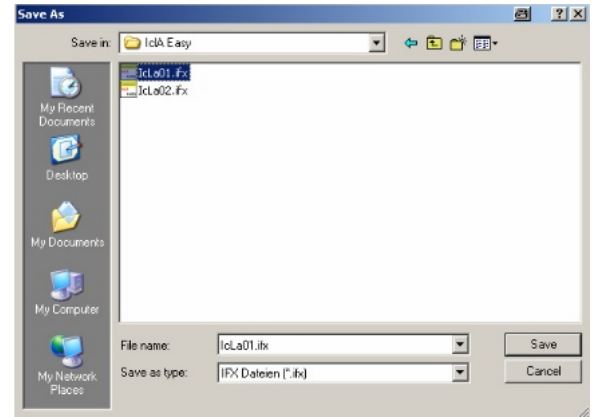 Save As
Save in:
IclA Easy
IcLa01.ifx
IcLa02.ifx
My Recent
Documents
Desktop
My Documents
My Computer
My Network
Places
File name:
IcLa01.ifx
Save
Save as type:
IFX Dateien (*.ifx)
Cancel